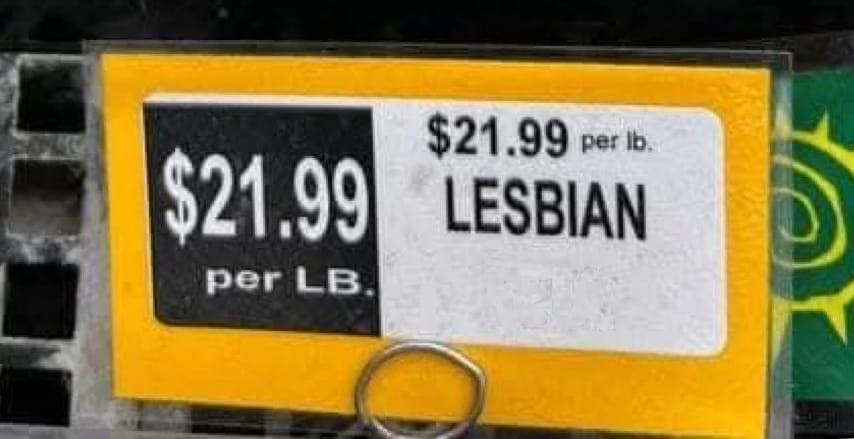 $21.99
per LB.
$21.99 per lb.
LESBIAN